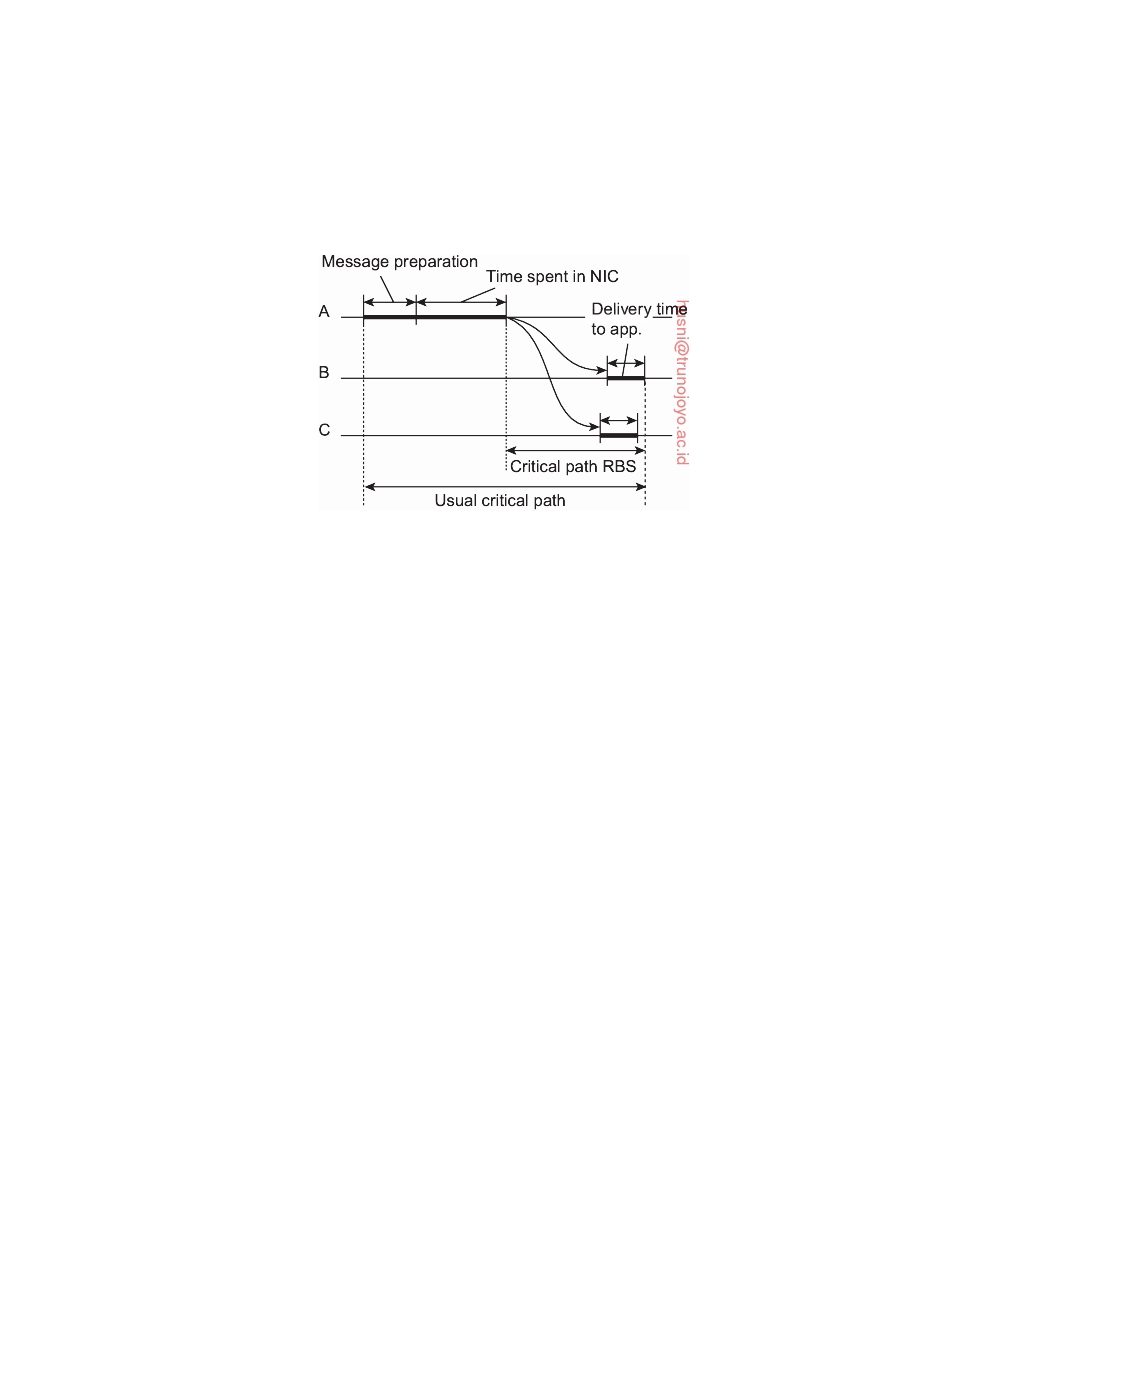 Message preparation
Time spent in NIC
A
Delivery time
to app.
B
C
Critical path RBS
Usual critical path
husni@trunojoyo.ac.id